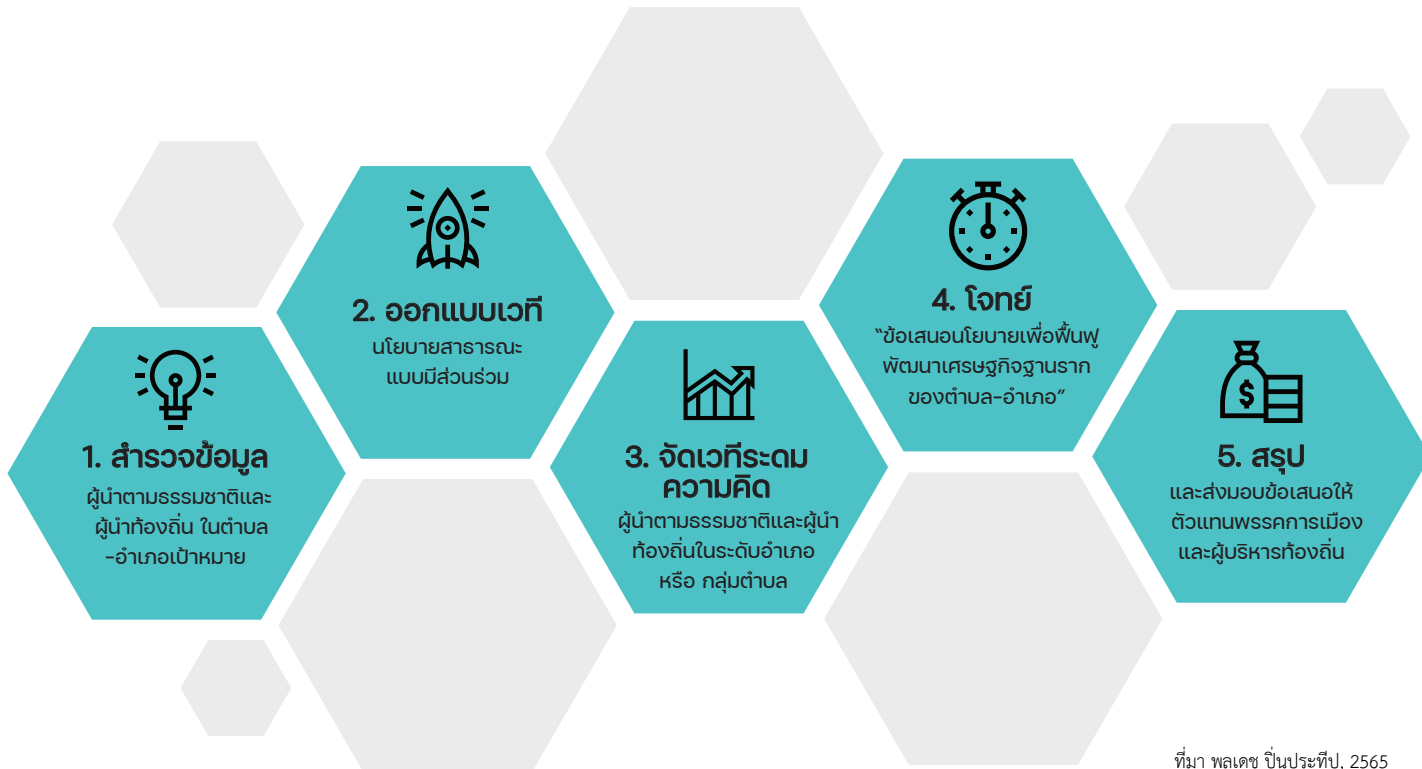 1. สำรวจข้อมูล
ผู้นำตามธรรมชาติและ
ผู้นำท้องถิ่น ในตำบล
-อำเภอเป้าหมาย
2. ออกแบบเวที
นโยบายสาธารณะ
แบบมีส่วนร่วม
3. จัดเวทีระดม
ความคิด
ผู้นำตามธรรมชาติและผู้นำ
ท้องถิ่นในระดับอำเภอ
หรือ กลุ่มตำบล
4. โจทย์
“ข้อเสนอนโยบายเพื่อฟื้นฟู
พัฒนาเศรษฐกิจฐานราก
ของตำบล-อำเภอ”
5. สรุป
และส่งมอบข้อเสนอให้
ตัวแทนพรรคการเมือง
และผู้บริหารท้องถิ่น
ที่มา พลเดช ปิ่นประทีป, 2565